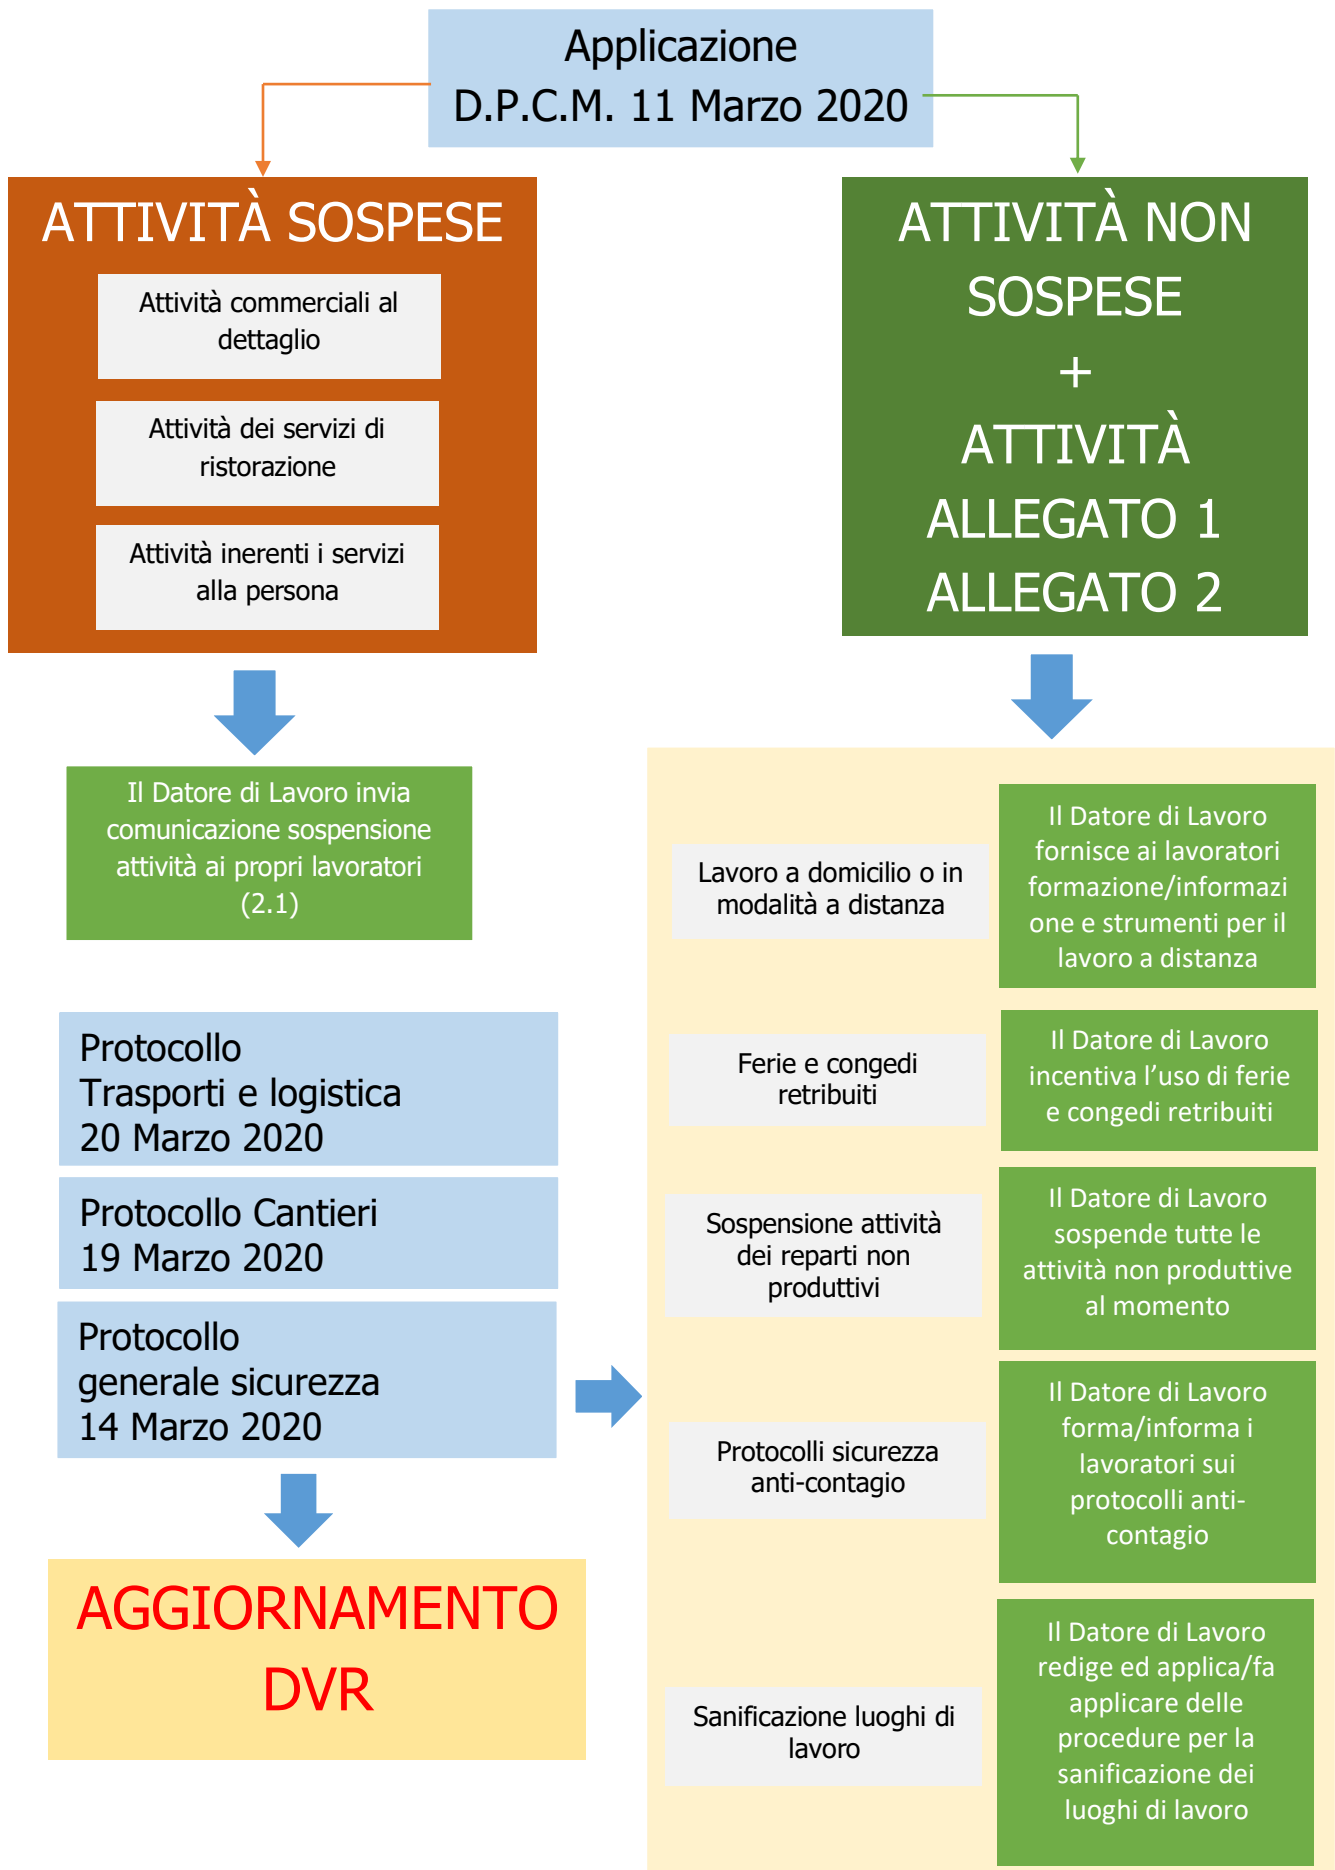 Applicazione
D.P.C.M. 11 Marzo 2020
ATTIVITÀ SOSPESE
Attività commerciali al
dettaglio
Attività dei servizi di
ristorazione
Attività inerenti i servizi
alla persona
ATTIVITÀ NON
SOSPESE
+
ATTIVITÀ
ALLEGATO 1
ALLEGATO 2
Il Datore di Lavoro invia
comunicazione sospensione
attività ai propri lavoratori
(2.1)
Protocollo
Trasporti e logistica
20 Marzo 2020
Protocollo Cantieri
19 Marzo 2020
Protocollo
generale sicurezza
14 Marzo 2020
AGGIORNAMENTO
DVR
Lavoro a domicilio o in
modalità a distanza
Il Datore di Lavoro
fornisce ai lavoratori
formazione/informazi
one e strumenti per il
lavoro a distanza
Ferie e congedi
retribuiti
Il Datore di Lavoro
incentiva l’uso di ferie
e congedi retribuiti
Sospensione attività
dei reparti non
produttivi
Il Datore di Lavoro
sospende tutte le
attività non produttive
al momento
Protocolli sicurezza
anti-contagio
Il Datore di Lavoro
forma/informa i
lavoratori sui
protocolli anti-
contagio
Sanificazione luoghi di
lavoro
Il Datore di Lavoro
redige ed applica/fa
applicare delle
procedure per la
sanificazione dei
luoghi di lavoro